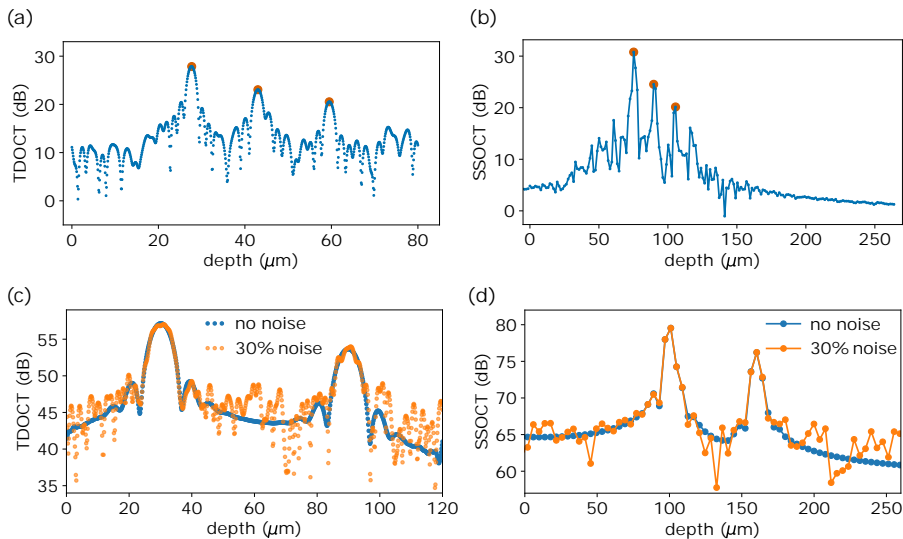 (a)
TDOCT (dB)
30
20
10
0
0 20 40 60 80
depth (μm)
(b)
SSOCT (dB)
30
20
10
0
0 50 100 150 200 250
depth (μm)
(c)
TDOCT (dB)
55
50
45
40
35
no noise
30% noise
0 20 40 60 80 100 120
depth (μm)
(d)
SSOCT (dB)
80
75
70
65
60
no noise
30% noise
0 50 100 150 200 250
depth (μm)